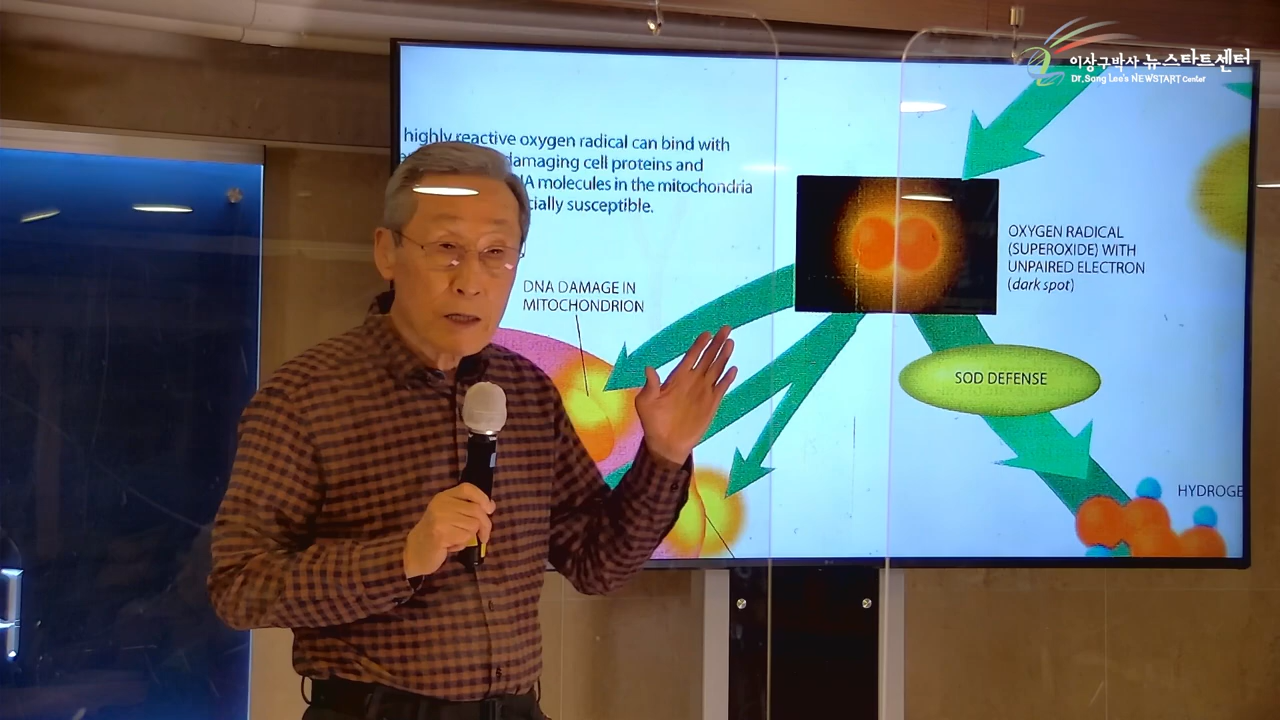 이상구박사 뉴스타트센터
Dr. Sang Lee's NEWSTART Center
highly reactive oxygen radical can bind with
damaging cell proteins and
molecules in the mitochondria
susceptible.
OXYGEN RADICAL
(SUPEROXIDE) WITH
UNPAIRED ELECTRON
(dark spot)
DNA DAMAGE IN
MITOCHONDRION
SOD DEFENSE
HYDROGE